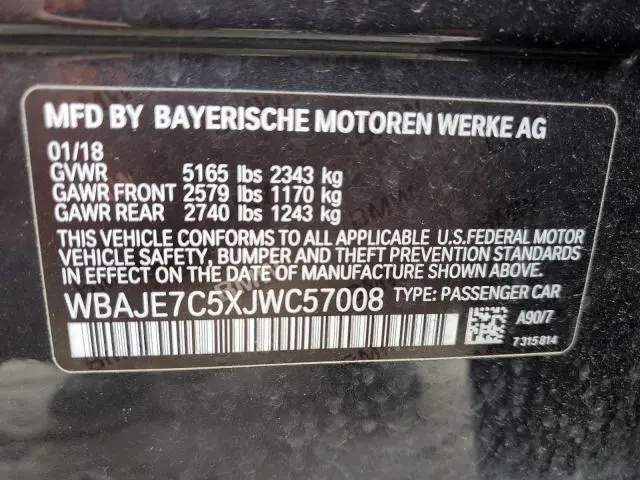 MFD BY BAYERISCHE MOTOREN WERKE AG
01/18
GVWR 5165 lbs 2343 kg
GAWR FRONT 2579 lbs 1170 kg
GAWR REAR 2740 lbs 1243 kg
THIS VEHICLE CONFORMS TO ALL APPLICABLE U.S.FEDERAL MOTOR
VEHICLE SAFETY, BUMPER AND THEFT PREVENTION STANDARDS
IN EFFECT ON THE DATE OF MANUFACTURE SHOWN ABOVE.
WBAJE7C5XJWC57008 TYPE: PASSENGER CAR
A90/7
7315814